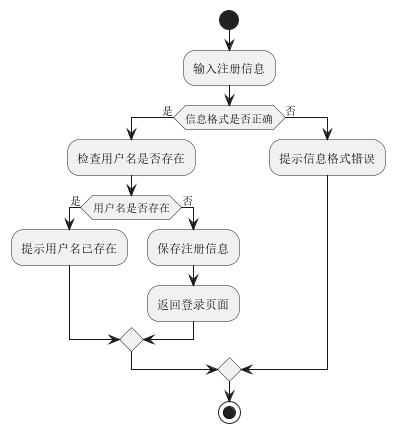 输入注册信息
是
信息格式是否正确
否
检查用户名是否存在
提示信息格式错误
是
用户名是否存在
否
提示用户名已存在
保存注册信息
返回登录页面